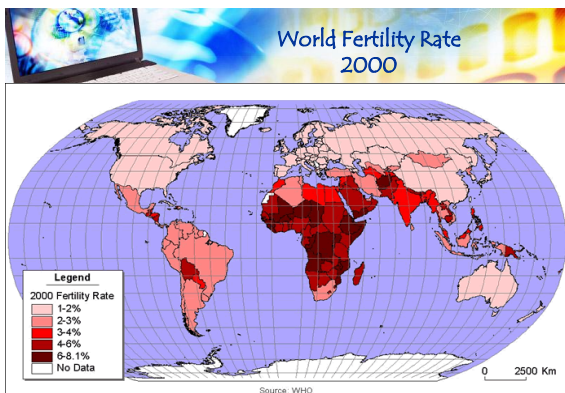 World Fertility Rate
2000
Legend
2000 Fertility Rate
1-2%
2-3%
3-4%
4-6%
6-8.1%
No Data
0 2500 Km
Source: WHO